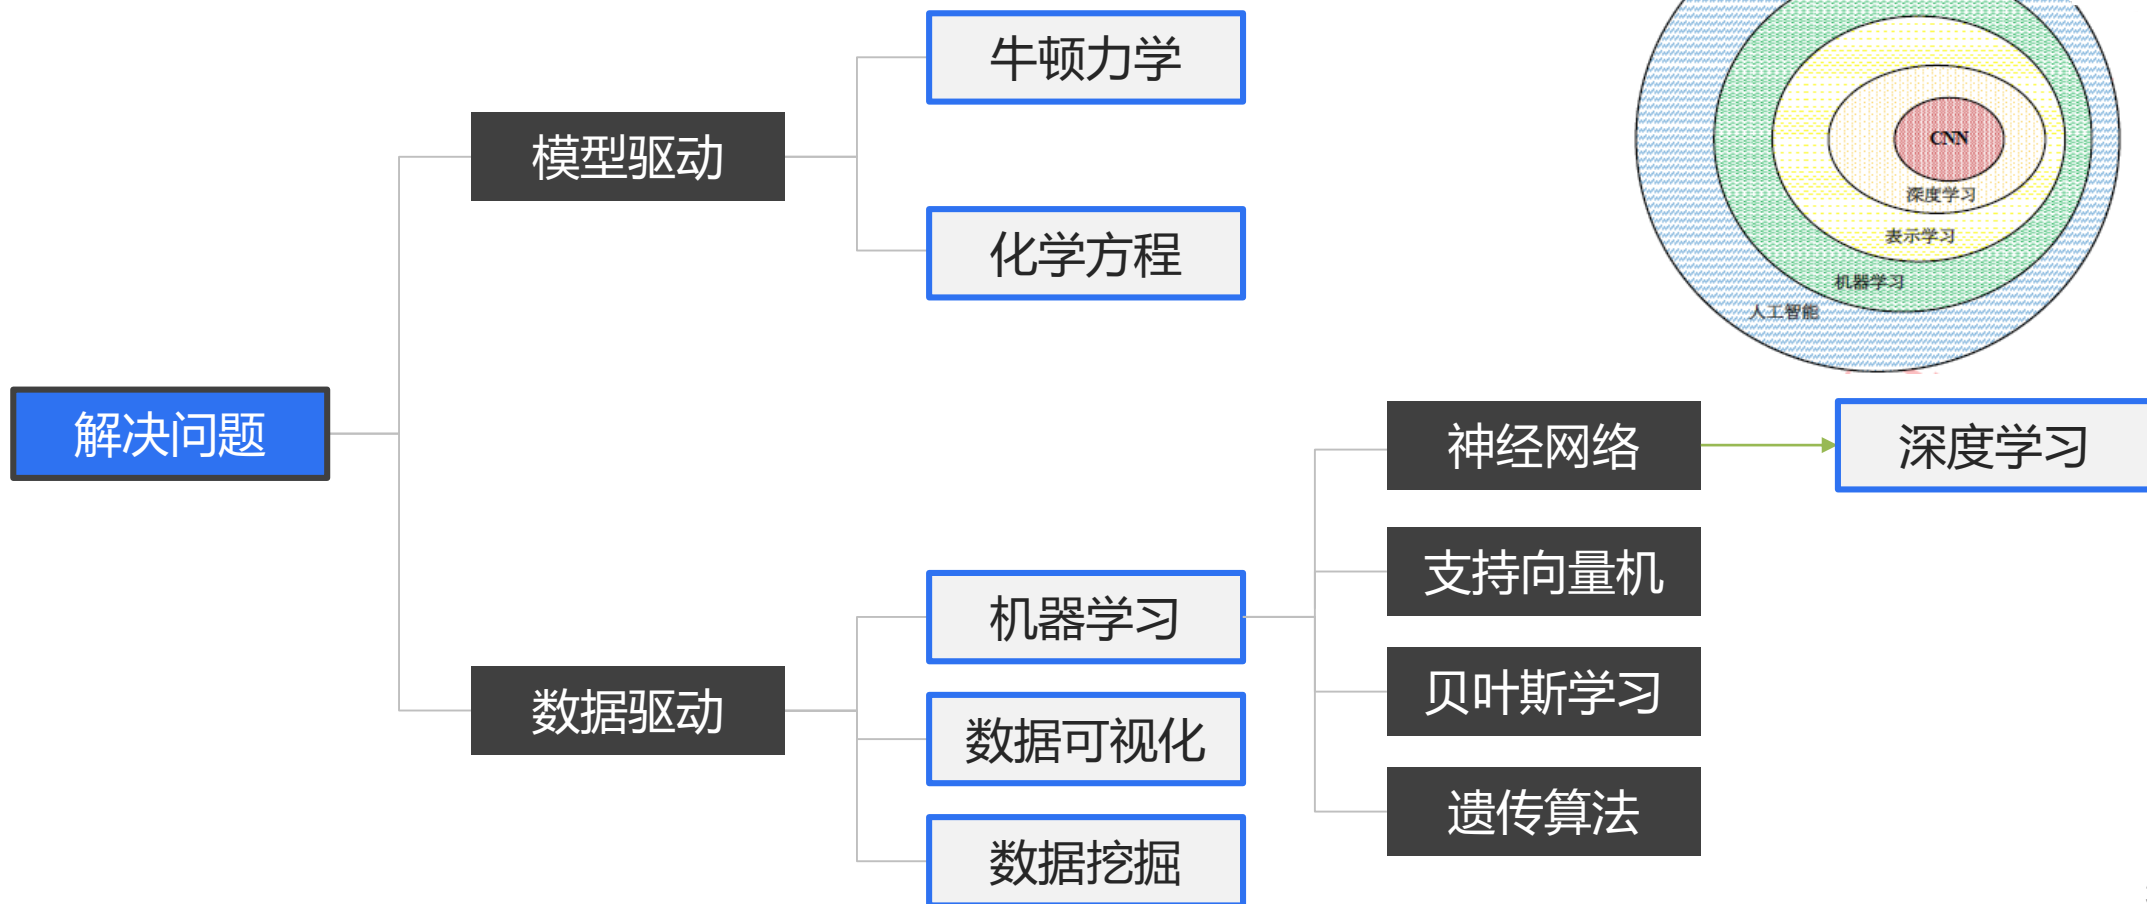 牛顿力学
模型驱动
化学方程
CNN
深度学习
表示学习
机器学习
人工智能
解决问题
神经网络
深度学习
支持向量机
机器学习
贝叶斯学习
数据驱动
数据可视化
遗传算法
数据挖掘